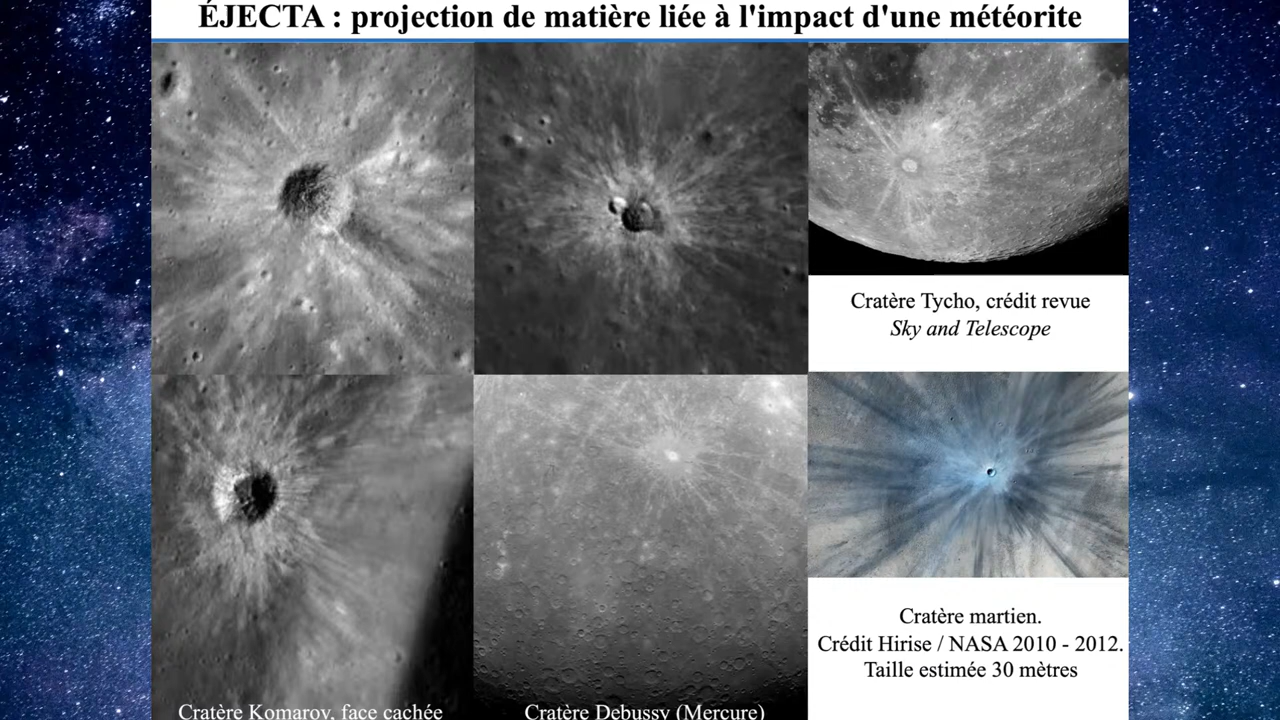 ÉJECTA : projection de matière liée à l'impact d'une météorite
Cratère Tycho, crédit revue
Sky and Telescope
Cratère martien.
Crédit Hirise / NASA 2010 - 2012.
Taille estimée 30 mètres
Cratère Komarov, face cachée
Cratère Debussy (Mercure)